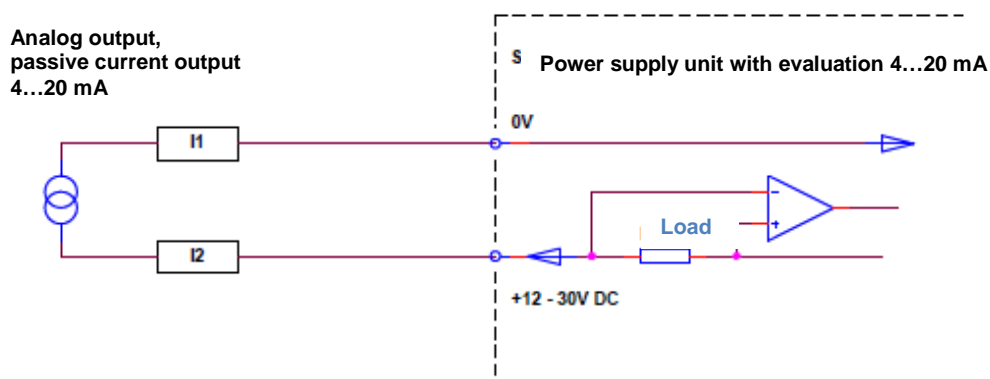 Analog output,
passive current output
4…20 mA
S
Power supply unit with evaluation 4…20 mA
0V
I1
-
+
Load
I2
+12 - 30V DC